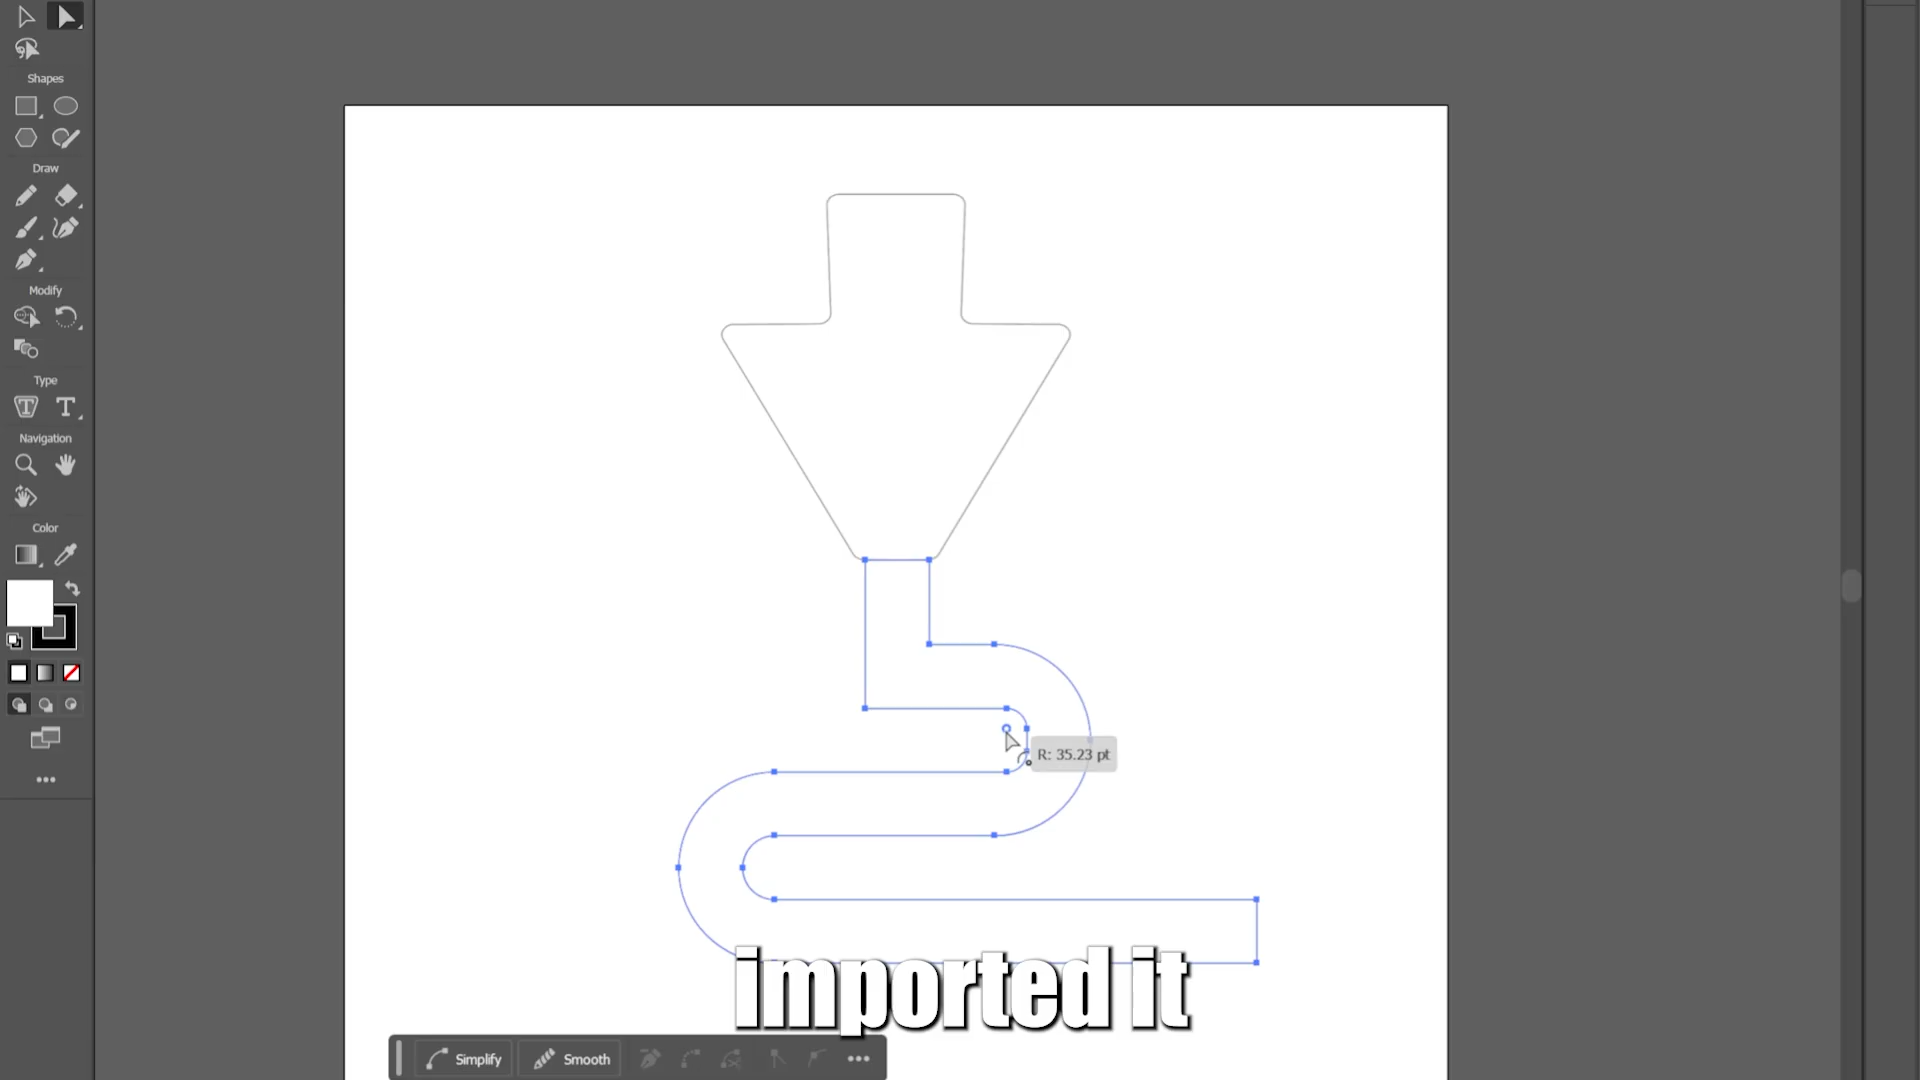 Shapes
Draw
Modify
Type
Navigation
Color
R: 35.23 pt
imported it
Simplify
Smooth